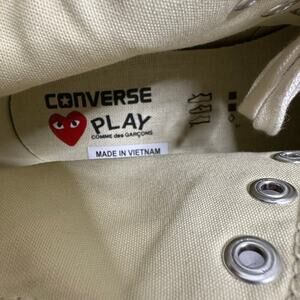 CONVERSE
PLAY
COMME des GARÇONS
MADE IN VIETNAM